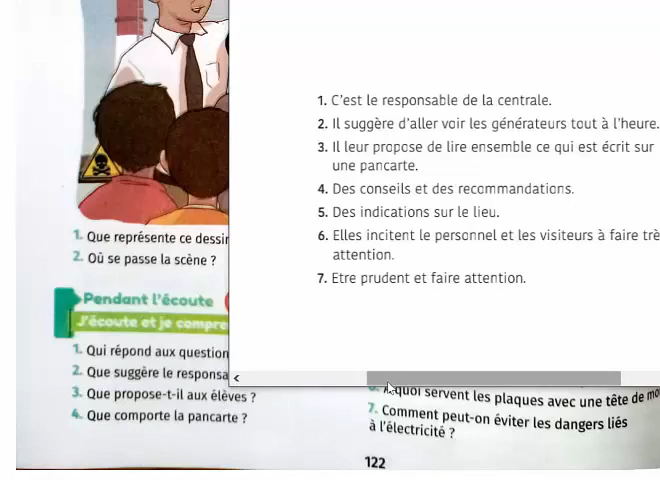 1. C'est le responsable de la centrale.
2. Il suggère d'aller voir les générateurs tout à l'heure.
3. Il leur propose de lire ensemble ce qui est écrit sur
une pancarte.
4. Des conseils et des recommandations.
5. Des indications sur le lieu.
6. Elles incitent le personnel et les visiteurs à faire trè
attention.
7. Etre prudent et faire attention.
1. Que représente ce dessin
2. Où se passe la scène ?
Pendant l'écoute
J'écoute et je compre
1. Qui répond aux question
2. Que suggère le responsa
3. Que propose-t-il aux élèves ?
4. Que comporte la pancarte ?
quoi servent les plaques avec une tête de mo
7. Comment peut-on éviter les dangers liés
à l'électricité ?
122